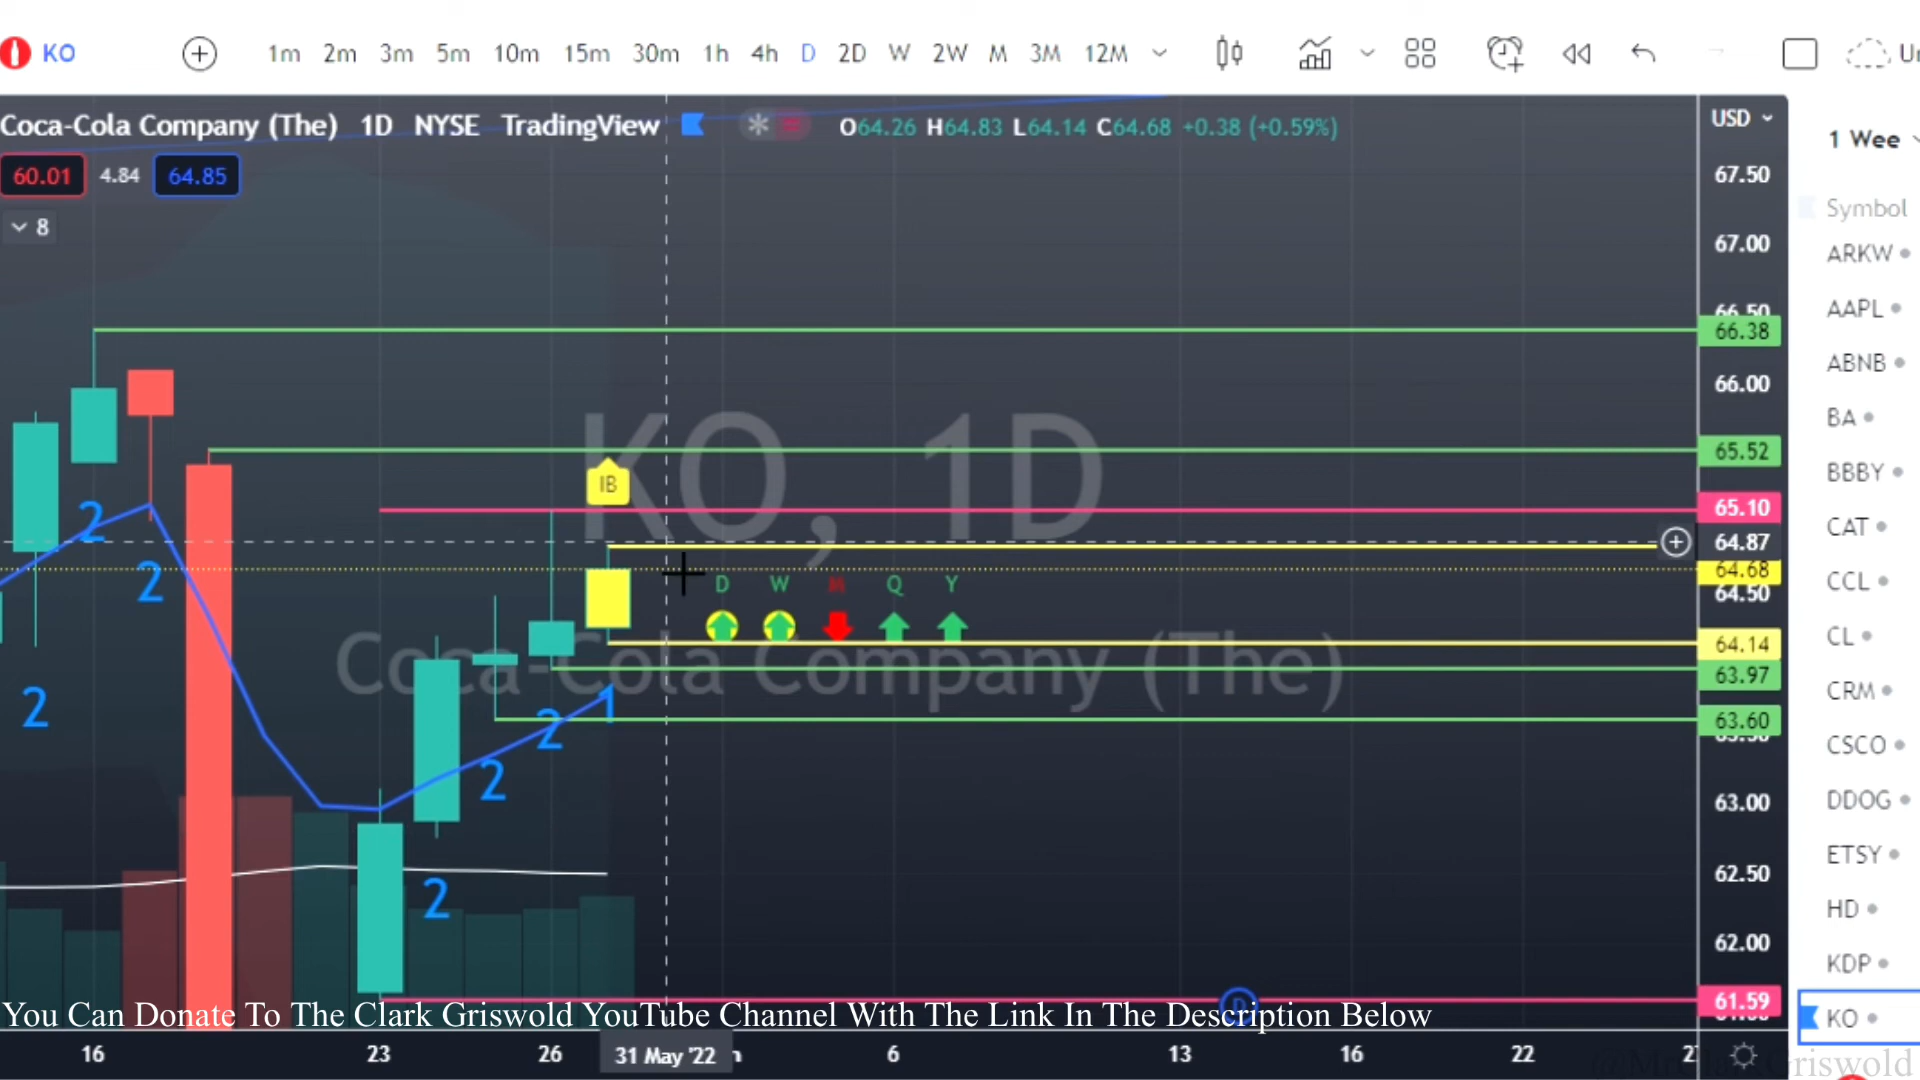 KO 1m 2m 3m 5m 10m 15m 30m 1h 4h D 2D W 2W M 3M 12M
Coca-Cola Company (The) 1D NYSE TradingView O64.26 H64.83 L64.14 C64.68 +0.38 (+0.59%) USD
1 Wee
60.01 4.84 64.85
67.50
8
Symbol
67.00
ARKW
66.50
AAPL
66.38
ABNB
66.00
BA
KO, 1D
65.52
BBBY
IB
65.10
CAT
2
64.87
64.68
2
D W M Q Y
64.50
CCL
Coca-Cola Company (The)
64.14
CL
63.97
CRM
2
1
2
63.60
63.50
CSCO
2
63.00
DDOG
62.50
ETSY
2
HD
62.00
KDP
61.59
D
KO
You Can Donate To The Clark Griswold YouTube Channel With The Link In The Description Below
16 23 26 31 May '22 6 13 16 22